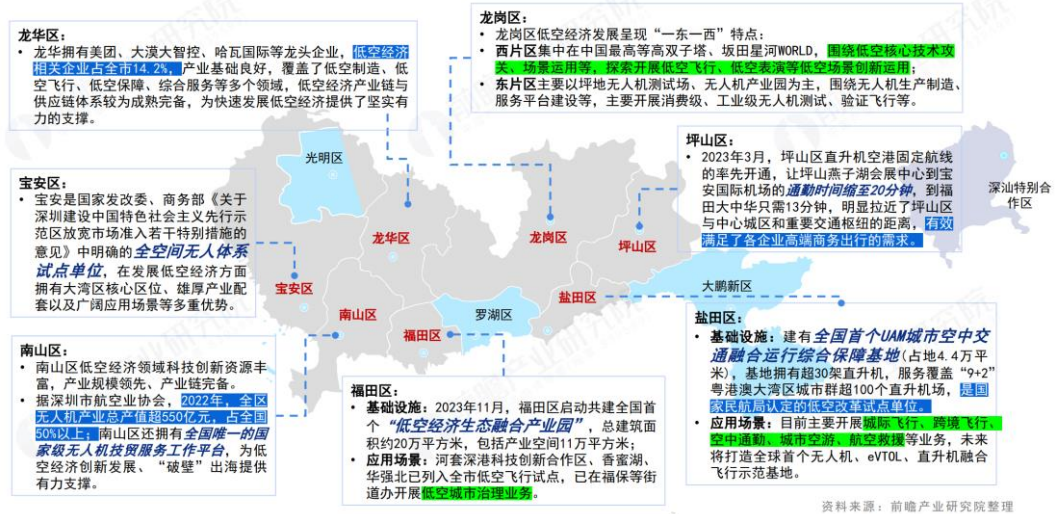 龙华区：
• 龙华拥有美团、大漠大智控、哈瓦国际等龙头企业，低空经济
相关企业占全市14.2%，产业基础良好，覆盖了低空制造、低
空飞行、低空保障、综合服务等多个领域，低空经济产业链与
供应链体系较为成熟完备，为快速发展低空经济提供了坚实有
力的支撑。
龙岗区：
• 龙岗区低空经济发展呈现“一东一西”特点：
• 西片区集中在中国最高等高双子塔、坂田星河WORLD，围绕低空核心技术攻
关、场景运用等，探索开展低空飞行、低空表演等低空场景创新运用；
• 东片区主要以坪地无人机测试场、无人机产业园为主，围绕无人机生产制造、
服务平台建设等，主要开展消费级、工业级无人机测试、验证飞行等。
坪山区：
• 2023年3月，坪山区直升机空港固定航线
的率先开通，让坪山燕子湖会展中心到宝
安国际机场的通勤时间缩至20分钟，到福
田大中华只需13分钟，明显拉近了坪山区
与中心城区和重要交通枢纽的距离，有效
满足了各企业高端商务出行的需求。
宝安区：
• 宝安是国家发改委、商务部《关于
深圳建设中国特色社会主义先行示
范区放宽市场准入若干特别措施的
意见》中明确的全空间无人体系
试点单位，在发展低空经济方面
拥有大湾区核心区位、雄厚产业配
套以及广阔应用场景等多重优势。
光明区
龙华区
龙岗区
坪山区
深汕特别合
作区
宝安区
南山区
福田区
罗湖区
盐田区
大鹏新区
南山区：
• 南山区低空经济领域科技创新资源丰
富，产业规模领先、产业链完备。
• 据深圳市航空业协会，2022年，全区
无人机产业总产值超550亿元，占全国
50%以上；南山区还拥有全国唯一的国
家级无人机技贸服务工作平台，为低
空经济创新发展、“破壁”出海提供
有力支撑。
福田区：
• 基础设施：2023年11月，福田区启动共建全国首
个“低空经济生态融合产业园”，总建筑面
积约20万平方米，包括产业空间11万平方米；
• 应用场景：河套深港科技创新合作区、香蜜湖、
华强北已列入全市低空飞行试点，已在福保等街
道办开展低空城市治理业务。
盐田区：
• 基础设施：建有全国首个UAM城市空中交
通融合运行综合保障基地(占地4.4万平
米)，基地拥有超30架直升机，服务覆盖“9+2”
粤港澳大湾区城市群超100个直升机场，是国
家民航局认定的低空改革试点单位。
• 应用场景：目前主要开展城际飞行、跨境飞行、
空中通勤、城市空游、航空救援等业务，未来
将打造全球首个无人机、eVTOL、直升机融合
飞行示范基地。
资料来源：前瞻产业研究院整理